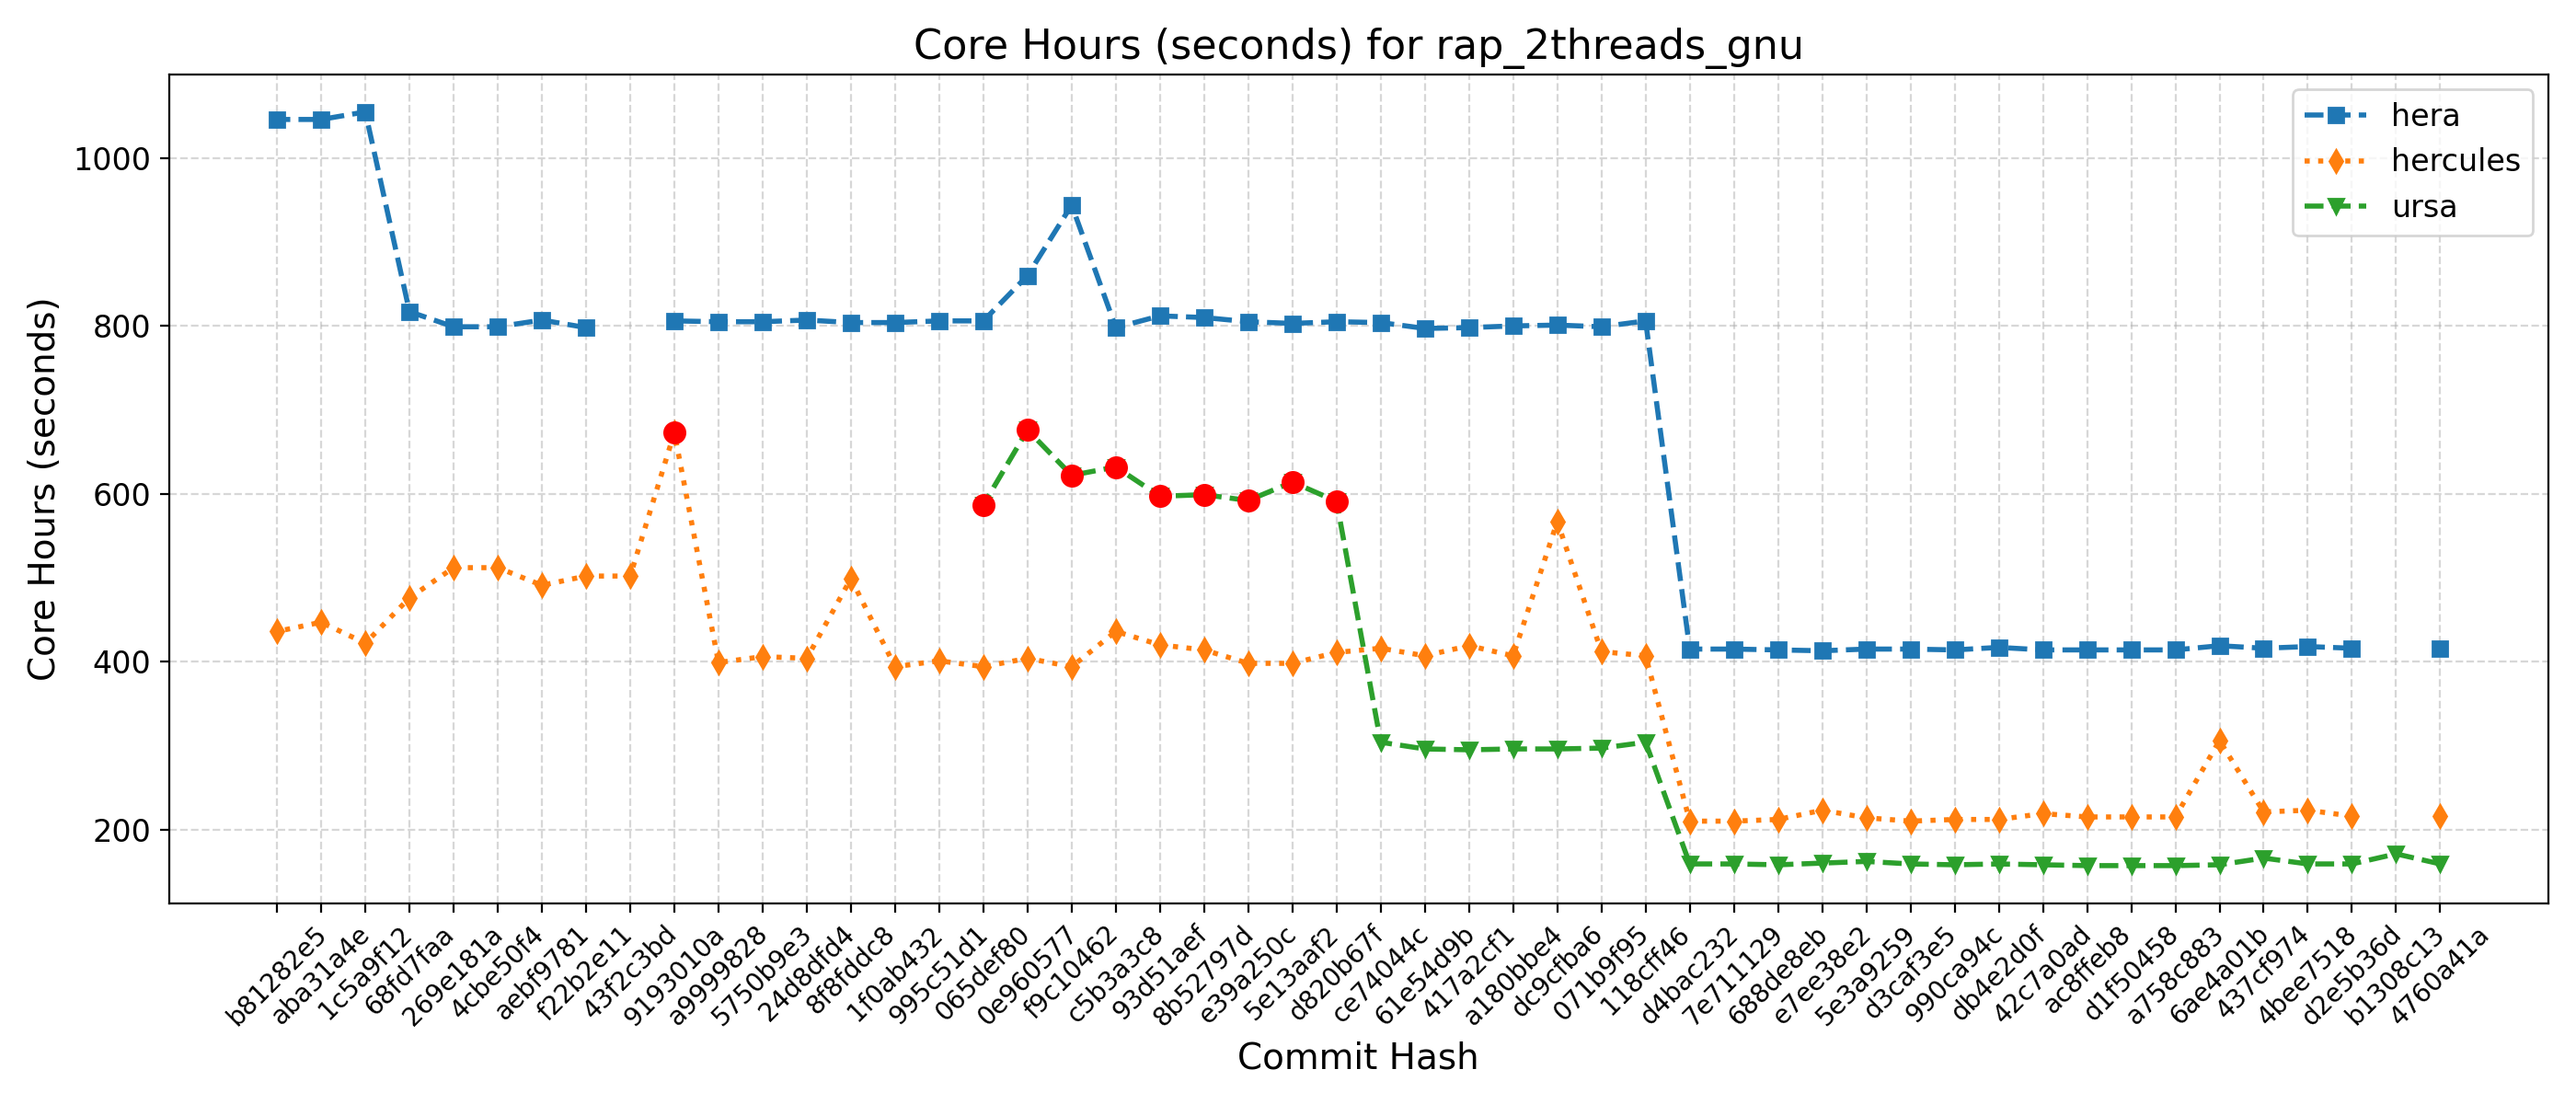 Core Hours (seconds) for rap_2threads_gnu
hera
hercules
ursa
Core Hours (seconds)
1000
800
600
400
200
b81282e5
aba31a4e
1c5a9f12
68fd7faa
269e181a
4cbe50f4
aebf9781
f22b2e11
43f2c3bd
9193010a
a9999828
5750b9e3
24d8dfd4
8f8fddc8
1f0ab432
995c51d1
065def80
0e960577
f9c10462
c5b3a3c8
93d51aef
8b52797d
e39a250c
5e13aaf2
d820b67f
ce74044c
61e54d9b
417a2cf1
a180bbe4
dc9cfba6
071b9f95
118cff46
d4bac232
7e711129
688de8eb
e7ee38e2
5e3a9259
d3caf3e5
990ca94c
db4e2d0f
42c7a0ad
ac8ffeb8
d1f50458
a758c883
6ae4a01b
437cf974
4bee7518
d2e5b36d
b1308c13
4760a41a
Commit Hash